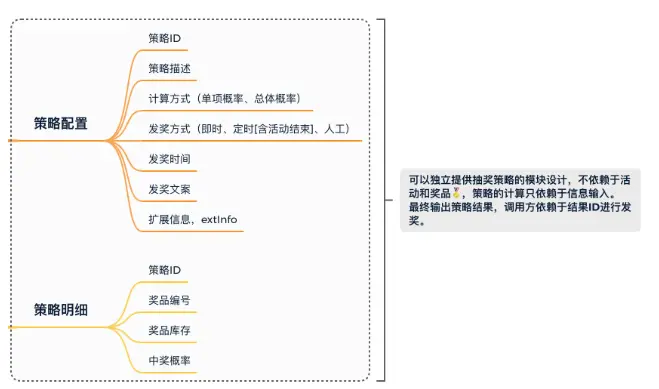 策略配置
策略ID
策略描述
计算方式（单项概率、总体概率）
发奖方式（即时、定时[含活动结束]、人工）
发奖时间
发奖文案
扩展信息，extInfo
策略明细
策略ID
奖品编号
奖品库存
中奖概率
可以独立提供抽奖策略的模块设计，不依赖于活
动和奖品🏅，策略的计算只依赖于信息输入。
最终输出策略结果，调用方依赖于结果ID进行发
奖。